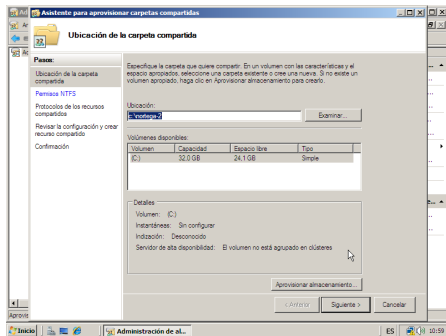 Asistente para aprovisionar carpetas compartidas
Ubicación de la carpeta compartida
Pasos:
Ubicación de la carpeta
compartida
Permisos NTFS
Protocolos de los recursos
compartidos
Revisar la configuración y crear
recurso compartido
Confirmación
Especifique la carpeta que quiere compartir. En un volumen con las características y el
espacio apropiados, seleccione una carpeta existente o cree una nueva. Si no existe un
volumen apropiado, haga clic en Aprovisionar almacenamiento para crearlo.
Ubicación:
c:\nortega-2
Examinar...
Volúmenes disponibles:
Volumen Capacidad Espacio libre Tipo
(C:) 32,0 GB 24,1 GB Simple
Detalles
Volumen: (C:)
Instantáneas: Sin configurar
Indización: Desconocido
Servidor de alta disponibilidad: El volumen no está agrupado en clústeres
Aprovisionar almacenamiento...
< Anterior Siguiente > Cancelar
Aprovis
Inicio Administración de al... ES 10:59